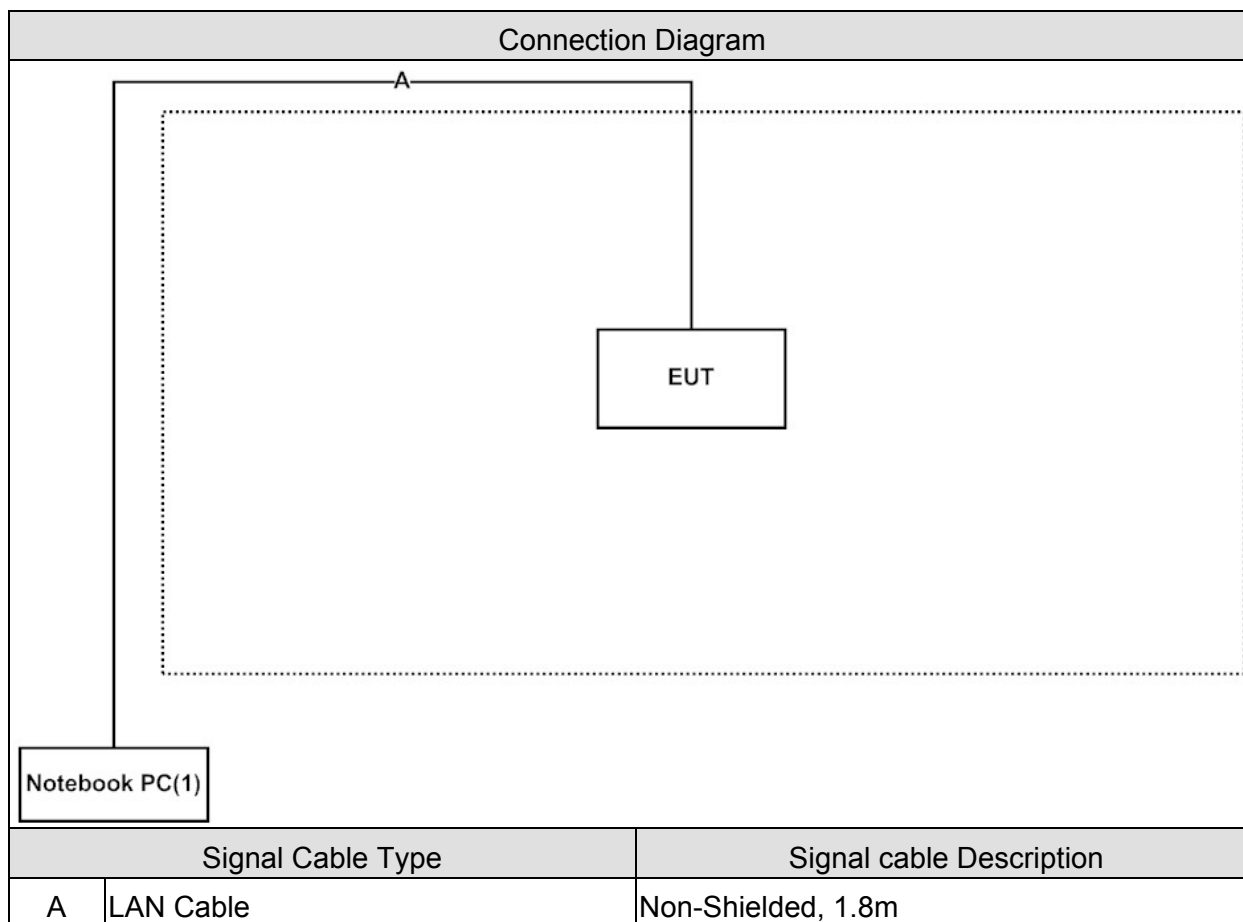 Connection Diagram
A
EUT
Notebook PC(1)
Signal Cable Type Signal cable Description
A LAN Cable Non-Shielded, 1.8m